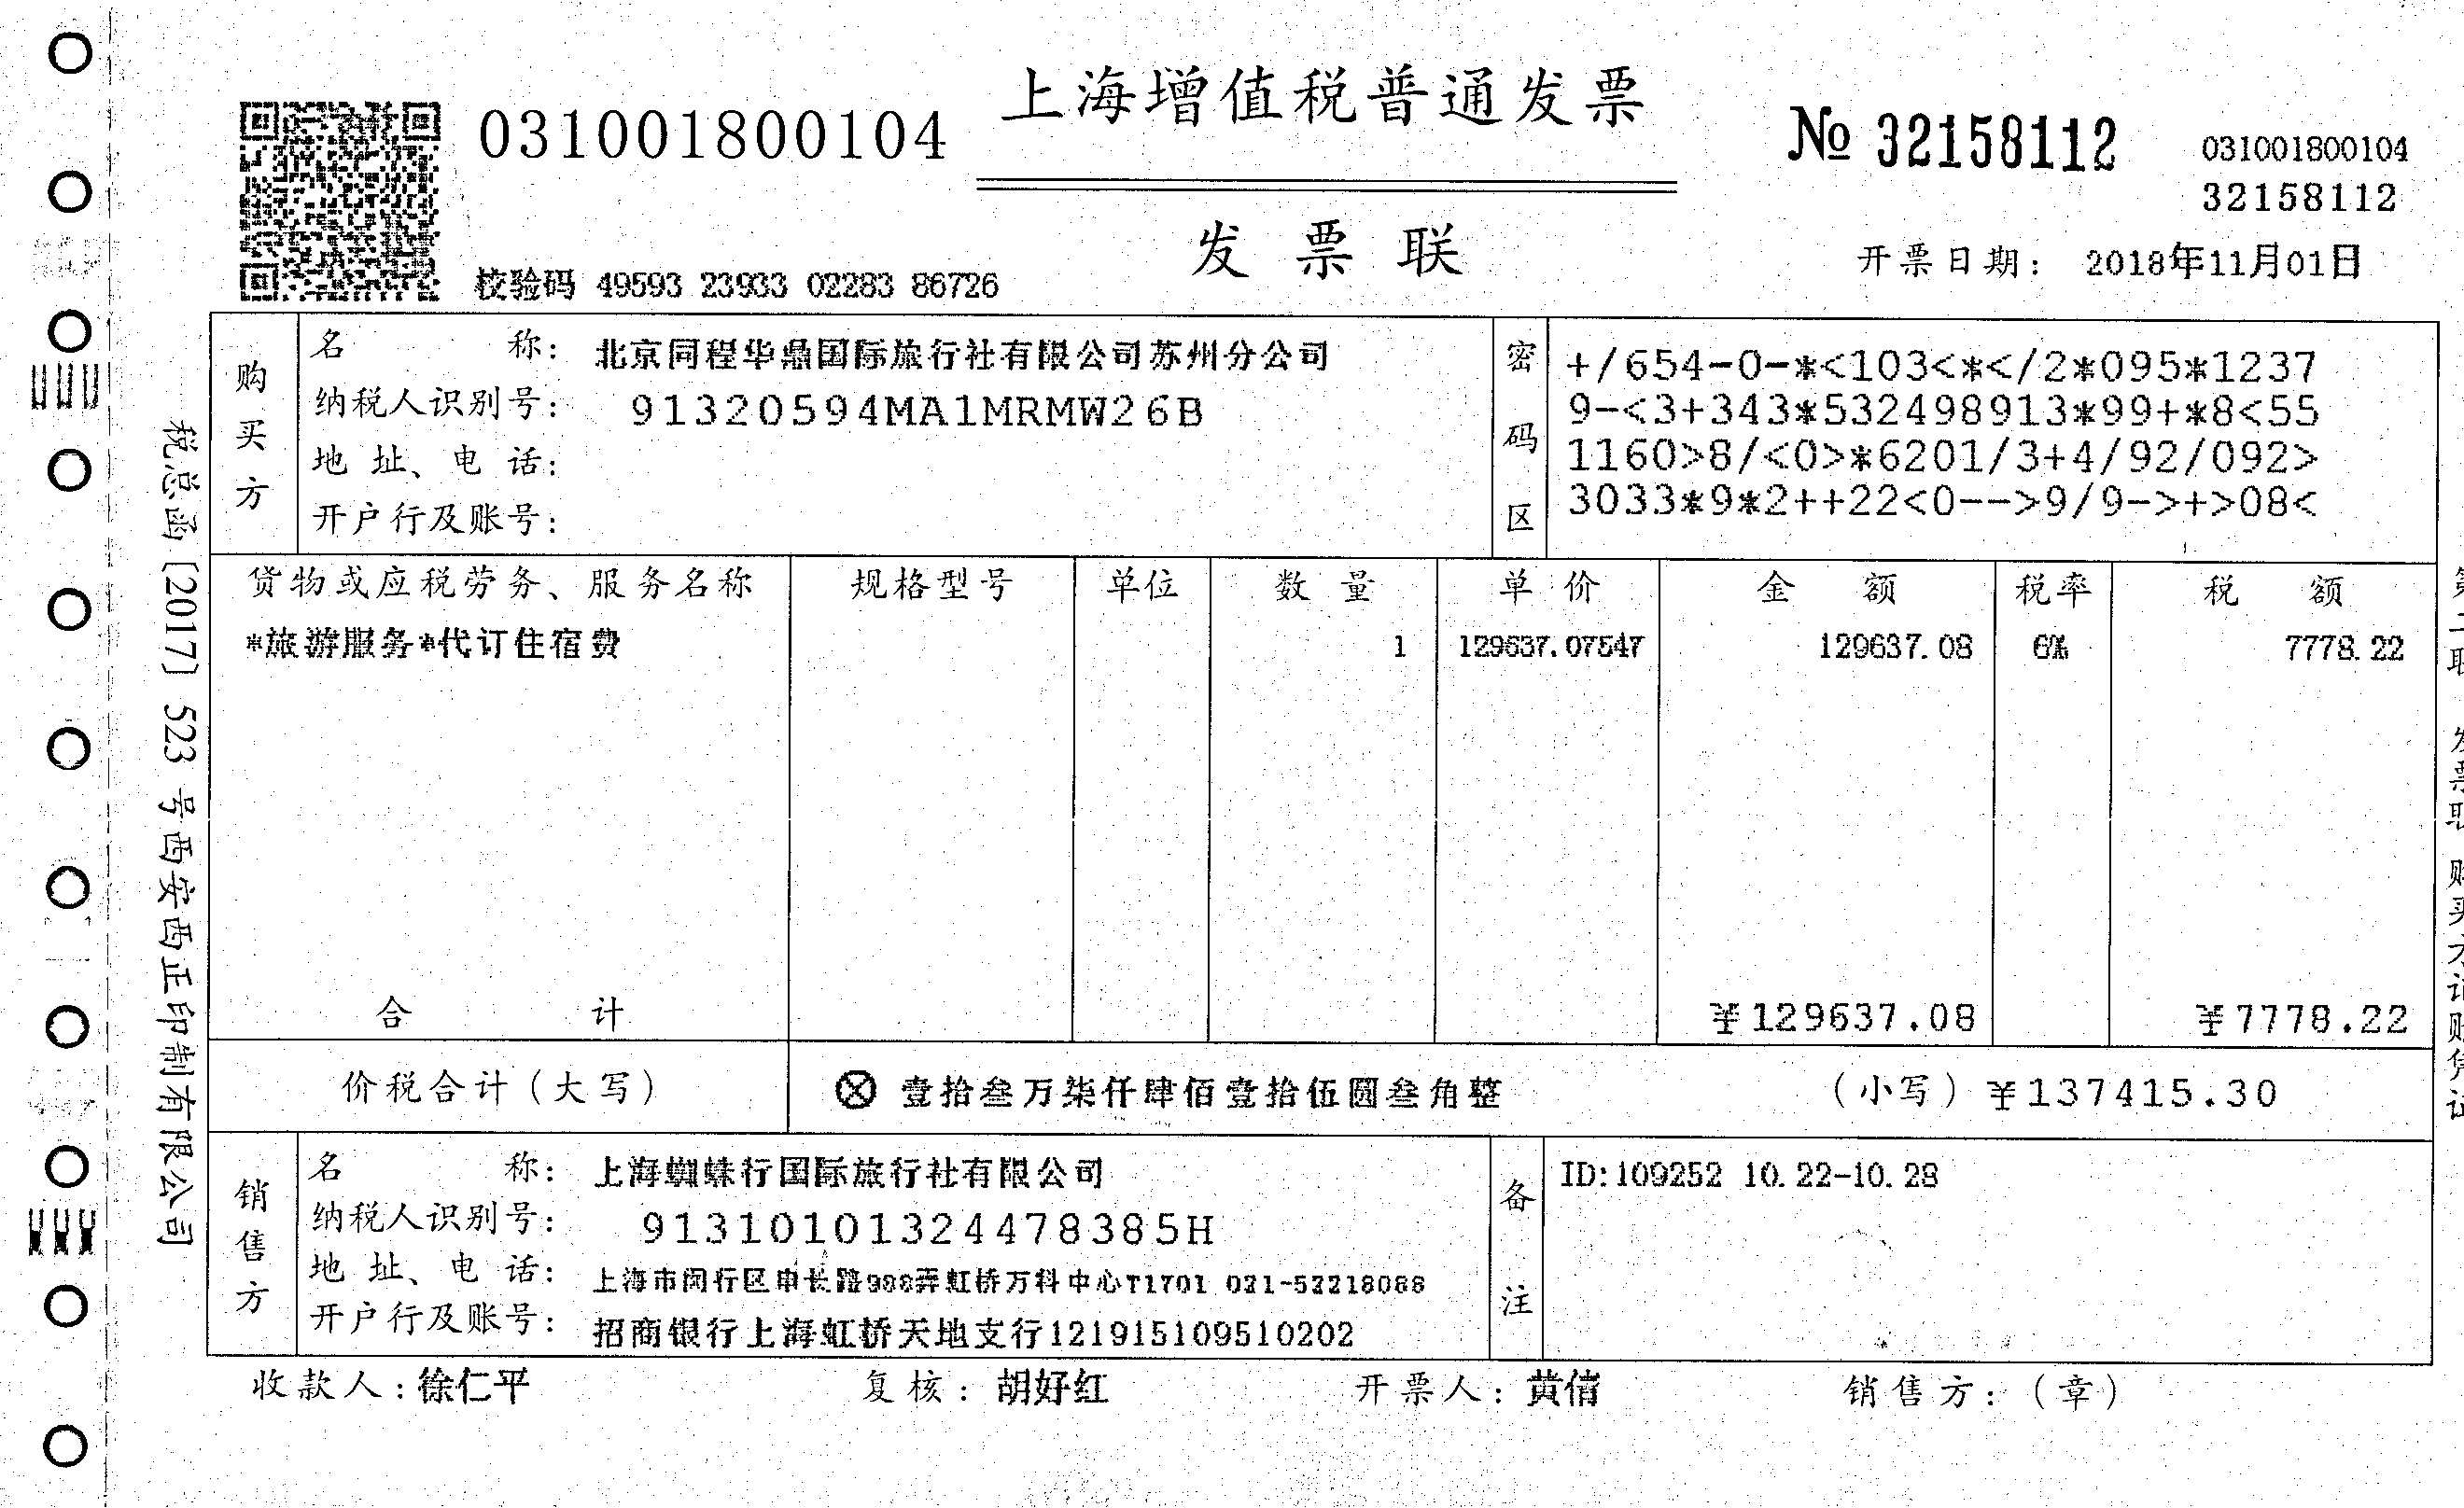 上海增值税普通发票
031001800104
№ 32158112
031001800104
32158112
发票联
校验码 49593 23933 02283 86726
开票日期： 2018年11月01日
税总函〔2017〕523号西安西正印制有限公司
购买方
名称： 北京同程华鼎国际旅行社有限公司苏州分公司
纳税人识别号： 91320594MA1MRMW26B
地址、电话：
开户行及账号：
密码区
+/654-0-*<103<*</2*095*1237
9-<3+343*532498913*99+*8<55
1160>8/<0>*6201/3+4/92/092>
3033*9*2++22<0-->9/9->+>08<
货物或应税劳务、服务名称 规格型号 单位 数量 单价 金额 税率 税额
*旅游服务*代订住宿费 1 129637.07547 129637.08 6% 7778.22
合计 ¥129637.08 ¥7778.22
价税合计（大写） ⊗ 壹拾叁万柒仟肆佰壹拾伍圆叁角整 （小写）¥137415.30
销售方
名称： 上海蜘蛛行国际旅行社有限公司
纳税人识别号： 91310101324478385H
地址、电话： 上海市闵行区申长路988弄虹桥万科中心T1701 021-52218088
开户行及账号： 招商银行上海虹桥天地支行121915109510202
备注
ID:109252 10.22-10.28
收款人：徐仁平 复核：胡好红 开票人：黄倩 销售方：（章）